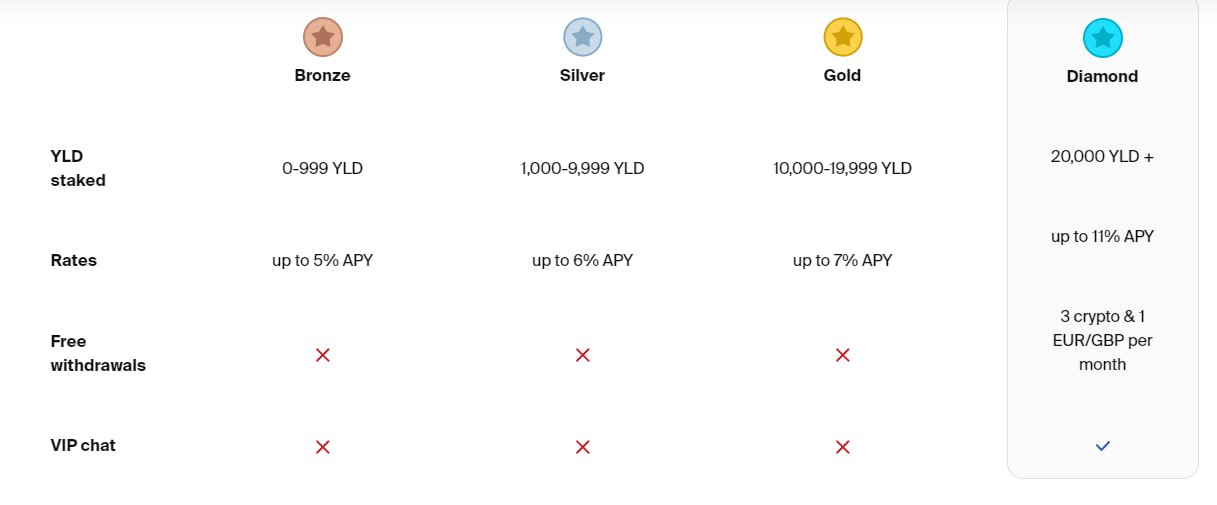 Bronze
Silver
Gold
Diamond
YLD
staked
0-999 YLD
1,000-9,999 YLD
10,000-19,999 YLD
20,000 YLD +
Rates
up to 5% APY
up to 6% APY
up to 7% APY
up to 11% APY
Free
withdrawals
3 crypto & 1
EUR/GBP per
month
VIP chat